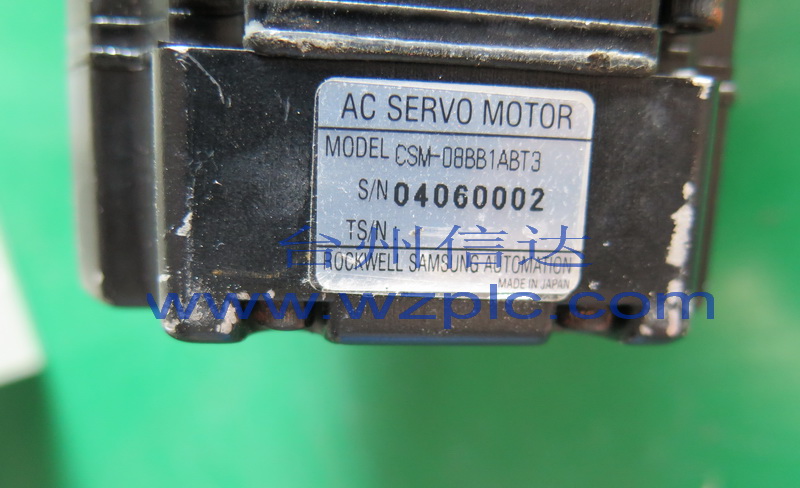 AC SERVO MOTOR
MODEL CSM-08BB1ABT3
S/N 04060002
TS/N
台州信达
ROCKWELL SAMSUNG AUTOMATION
MADE IN JAPAN
www.wzplc.com